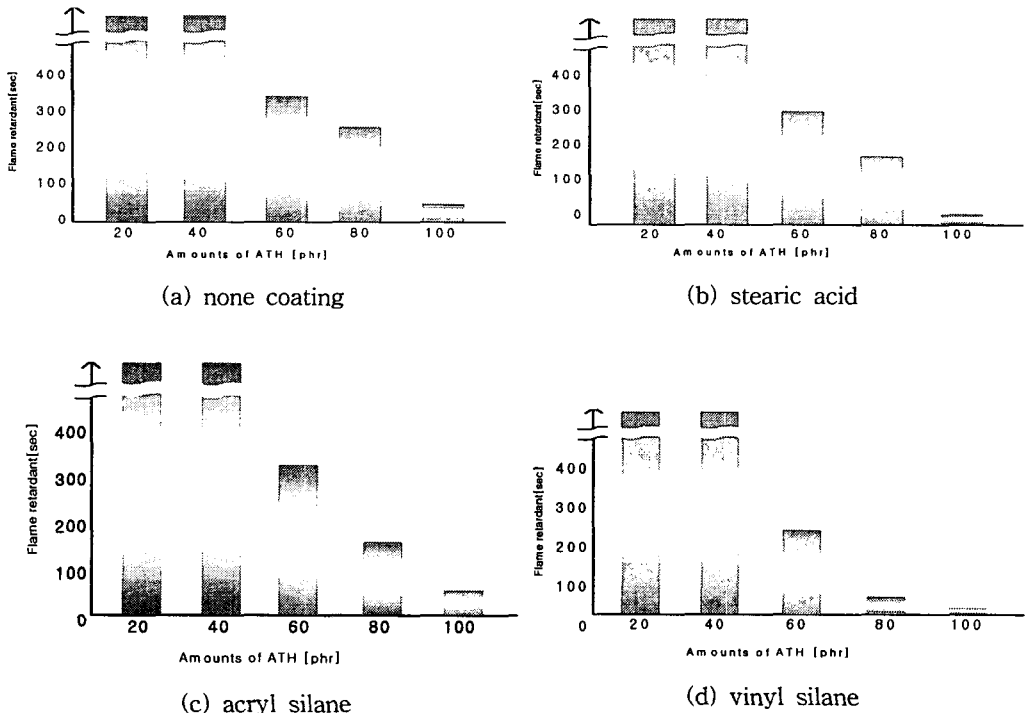 Flame retardant[sec]
400
300
200
100
0
20 40 60 80 100
Amounts of ATH [phr]
(a) none coating
Flame retardant[sec]
400
300
200
100
0
20 40 60 80 100
Amounts of ATH [phr]
(b) stearic acid
Flame retardant[sec]
400
300
200
100
0
20 40 60 80 100
Amounts of ATH [phr]
(c) acryl silane
Flame retardant[sec]
400
300
200
100
0
20 40 60 80 100
Amounts of ATH [phr]
(d) vinyl silane